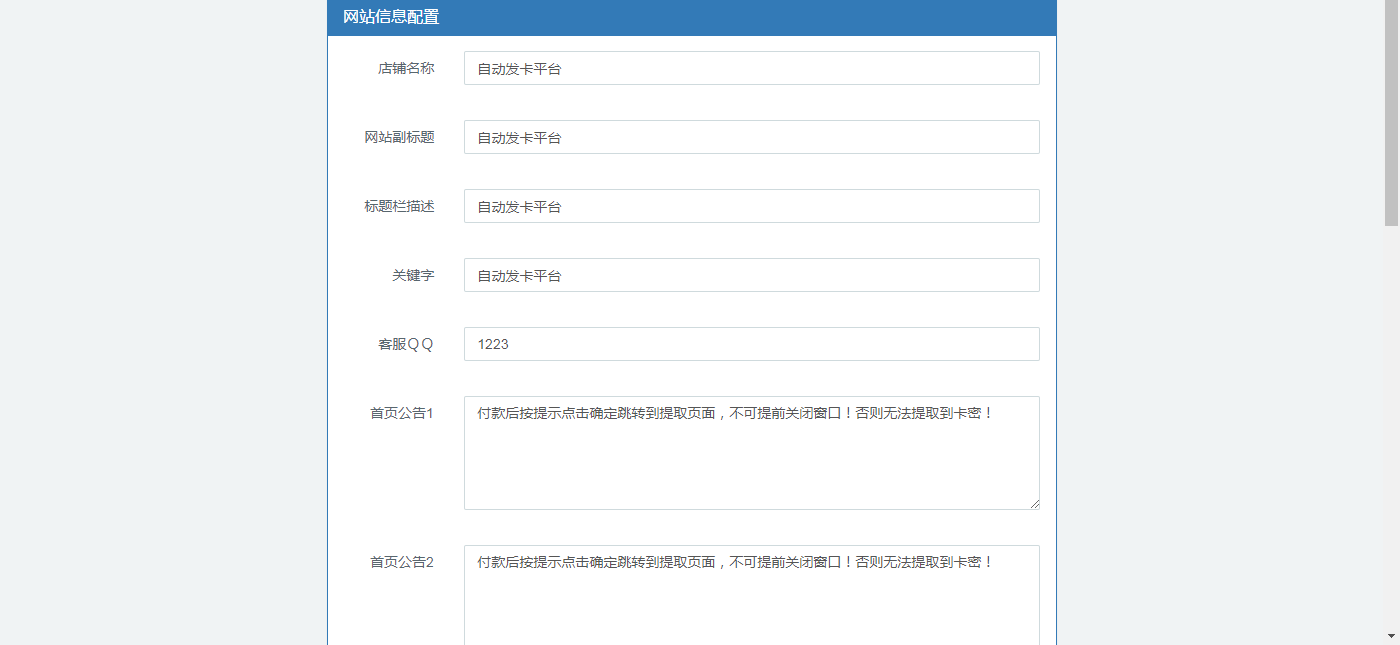 网站信息配置
店铺名称 自动发卡平台
网站副标题 自动发卡平台
标题栏描述 自动发卡平台
关键字 自动发卡平台
客服ＱＱ 1223
首页公告1 付款后按提示点击确定跳转到提取页面，不可提前关闭窗口！否则无法提取到卡密！
首页公告2 付款后按提示点击确定跳转到提取页面，不可提前关闭窗口！否则无法提取到卡密！